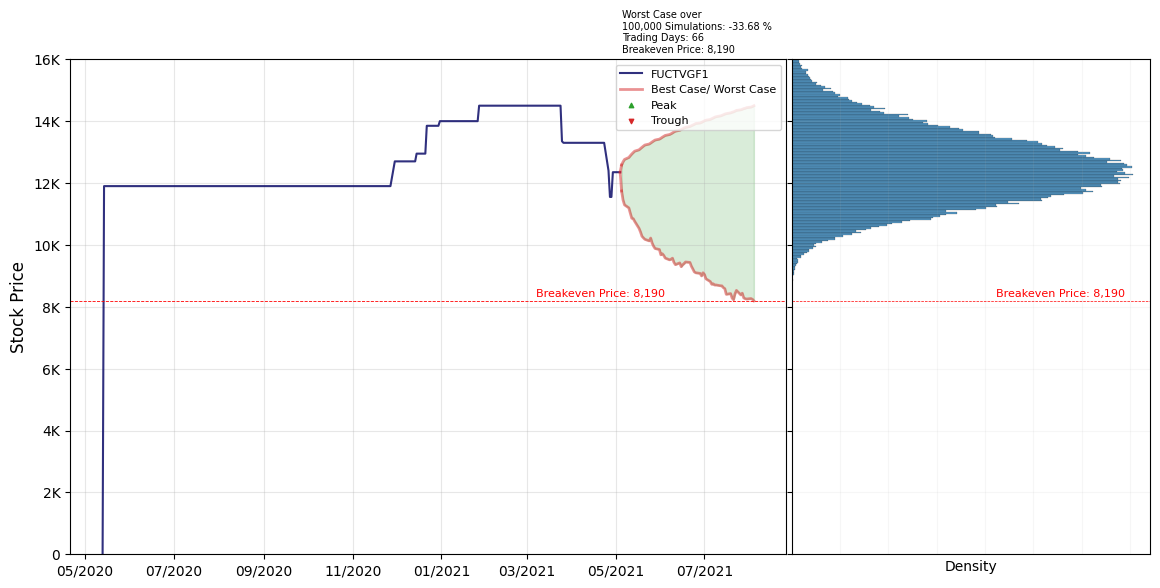 Worst Case over
100,000 Simulations: -33.68 %
Trading Days: 66
Breakeven Price: 8,190
FUCTVGF1
Best Case/ Worst Case
Peak
Trough
16K
14K
12K
10K
8K
6K
4K
2K
0
Stock Price
Breakeven Price: 8,190
Breakeven Price: 8,190
05/2020
07/2020
09/2020
11/2020
01/2021
03/2021
05/2021
07/2021
Density